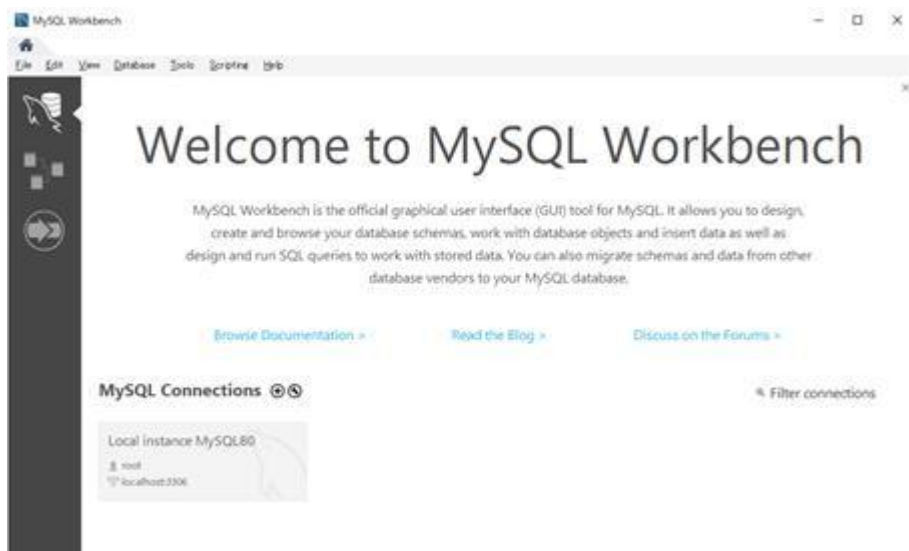 MySQL Workbench
File Edit View Database Tools Scripting Help
Welcome to MySQL Workbench
MySQL Workbench is the official graphical user interface (GUI) tool for MySQL. It allows you to design,
create and browse your database schemas, work with database objects and insert data as well as
design and run SQL queries to work with stored data. You can also migrate schemas and data from other
database vendors to your MySQL database.
Browse Documentation > Read the Blog > Discuss on the Forums >
MySQL Connections Filter connections
Local instance MySQL80
root
localhost:3306